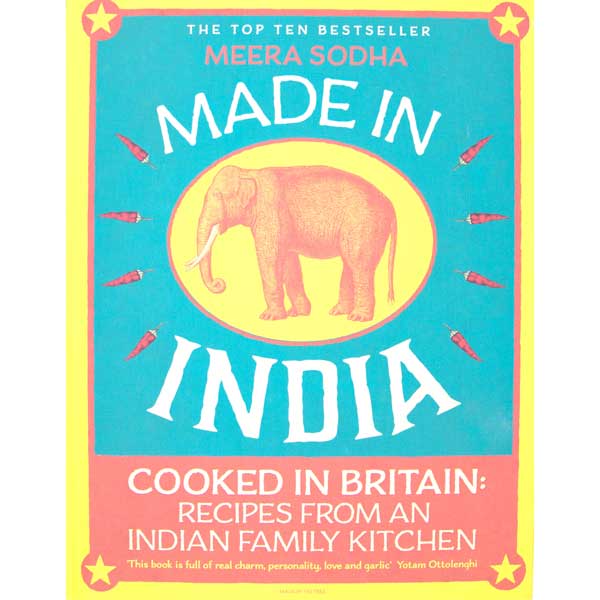 THE TOP TEN BESTSELLER
MEERA SODHA
MADE IN
INDIA
COOKED IN BRITAIN:
RECIPES FROM AN
INDIAN FAMILY KITCHEN
'This book is full of real charm, personality, love and garlic' Yotam Ottolenghi